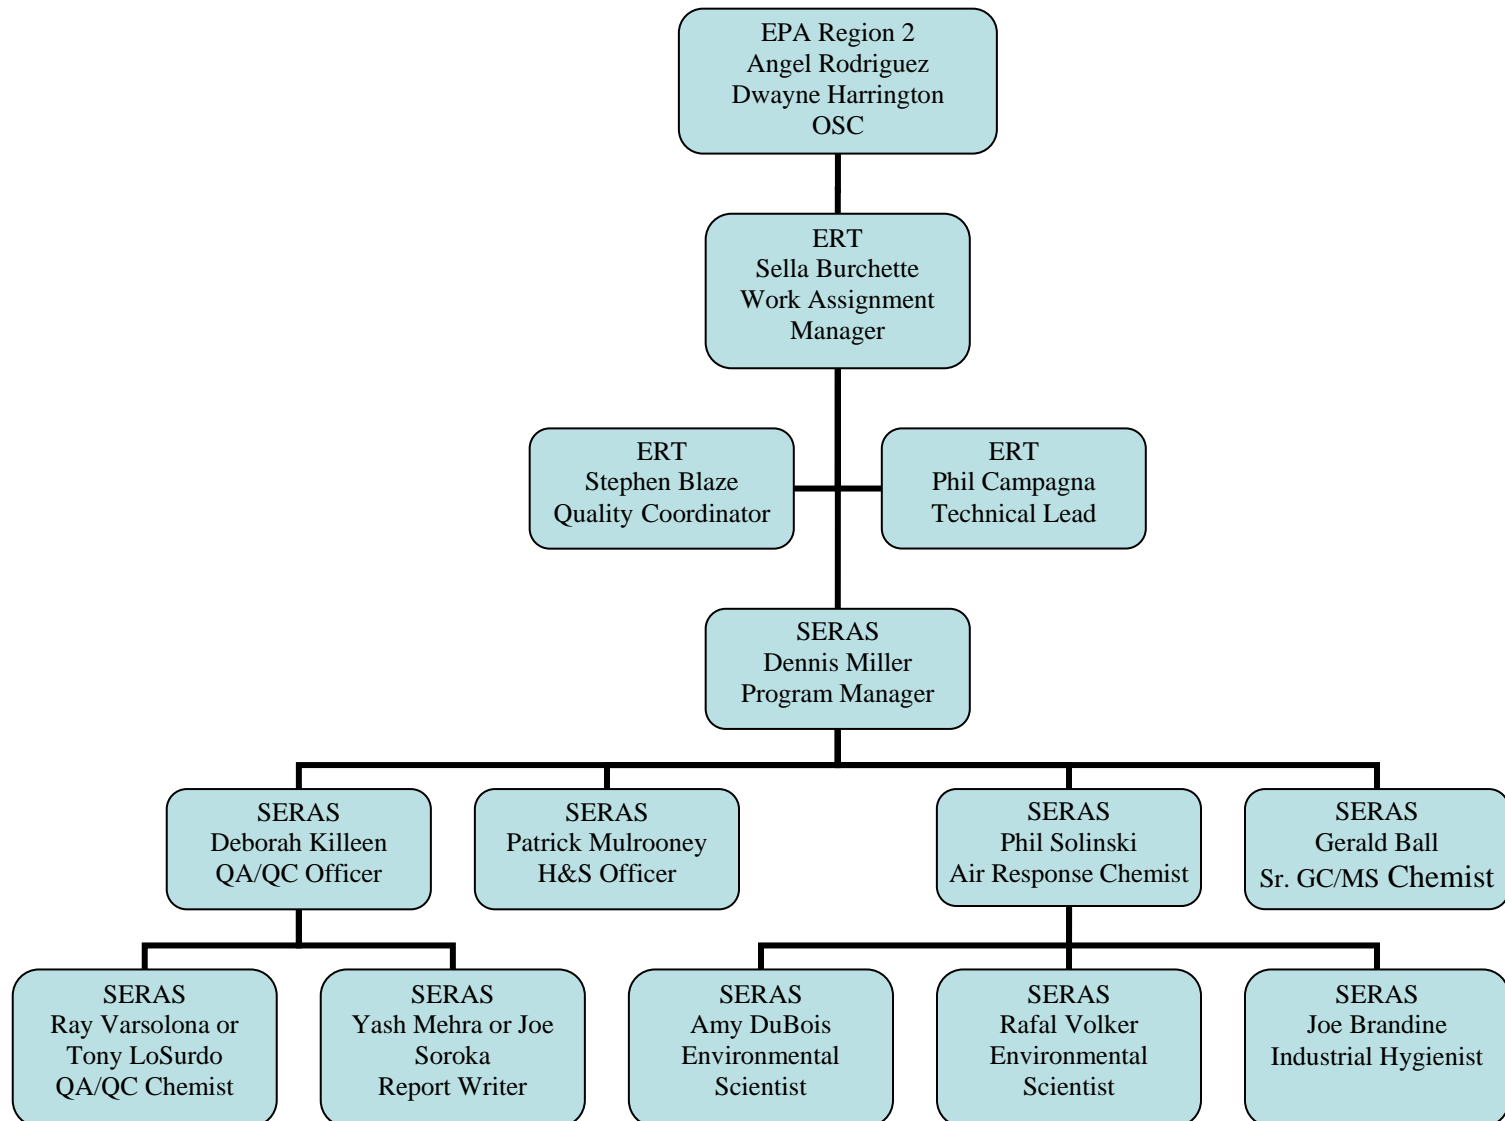 EPA Region 2
Angel Rodriguez
Dwayne Harrington
OSC
ERT
Sella Burchette
Work Assignment
Manager
ERT
Stephen Blaze
Quality Coordinator
ERT
Phil Campagna
Technical Lead
SERAS
Dennis Miller
Program Manager
SERAS
Deborah Killeen
QA/QC Officer
SERAS
Patrick Mulrooney
H&S Officer
SERAS
Phil Solinski
Air Response Chemist
SERAS
Gerald Ball
Sr. GC/MS Chemist
SERAS
Ray Varsolona or
Tony LoSurdo
QA/QC Chemist
SERAS
Yash Mehra or Joe
Soroka
Report Writer
SERAS
Amy DuBois
Environmental
Scientist
SERAS
Rafal Volker
Environmental
Scientist
SERAS
Joe Brandine
Industrial Hygienist